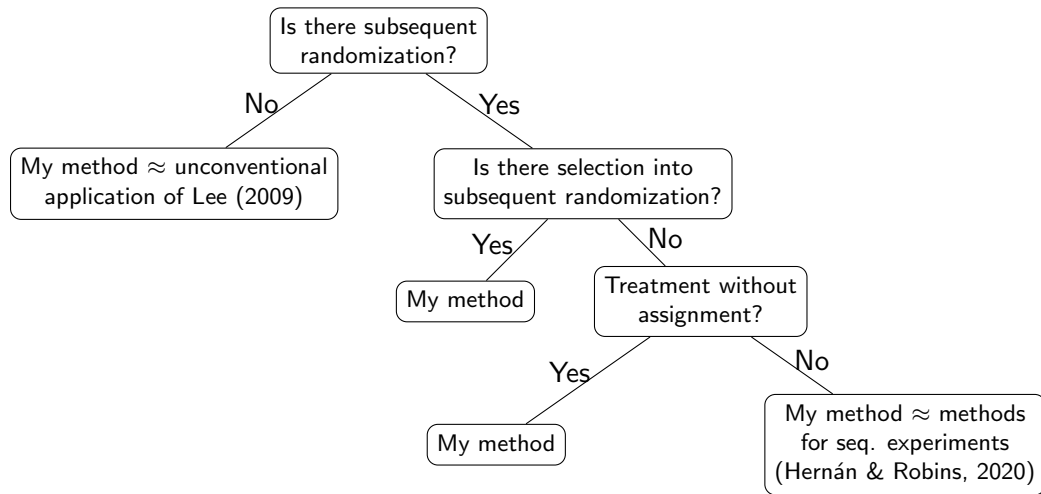 Is there subsequent
randomization?
No
Yes
My method ≈ unconventional
application of Lee (2009)
Is there selection into
subsequent randomization?
Yes
No
My method
Treatment without
assignment?
Yes
No
My method
My method ≈ methods
for seq. experiments
(Hernán & Robins, 2020)